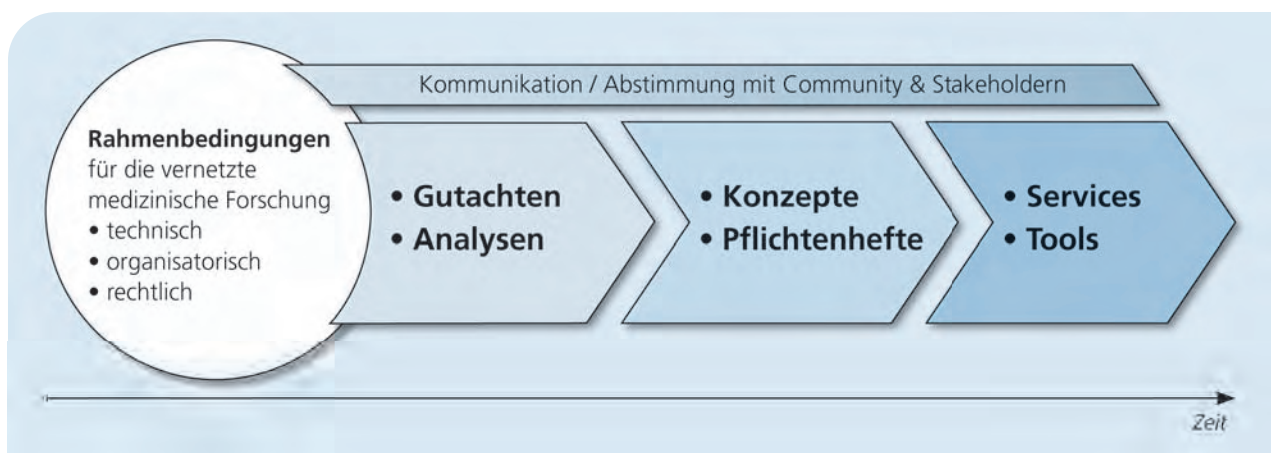 Kommunikation / Abstimmung mit Community & Stakeholdern
Rahmenbedingungen
für die vernetzte
medizinische Forschung
• technisch
• organisatorisch
• rechtlich
• Gutachten
• Analysen
• Konzepte
• Pflichtenhefte
• Services
• Tools
Zeit